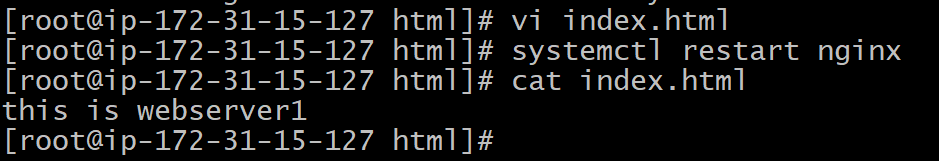 [root@ip-172-31-15-127 html]# vi index.html
[root@ip-172-31-15-127 html]# systemctl restart nginx
[root@ip-172-31-15-127 html]# cat index.html
this is webserver1
[root@ip-172-31-15-127 html]#